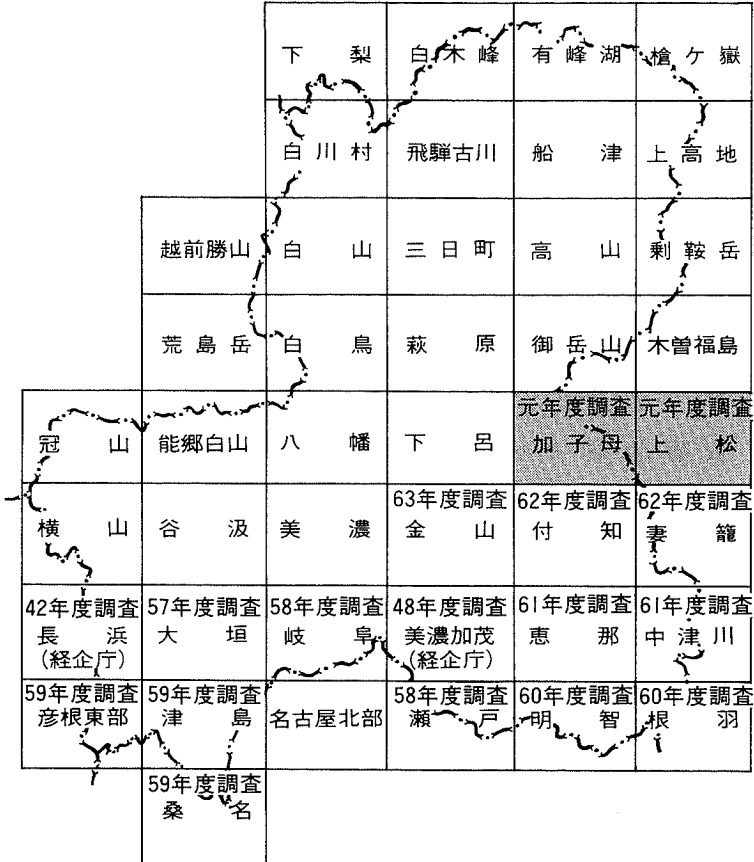 下梨 白木峰 有峰湖 槍ケ嶽
白川村 飛騨古川 船津 上高地
越前勝山 白山 三日町 高山 剰鞍岳
荒島岳 白鳥 萩原 御岳山 木曽福島
元年度調査 元年度調査
冠山 能郷白山 八幡 下呂 加子母 上松
63年度調査 62年度調査 62年度調査
横山 谷汲 美濃 金山 付知 妻籠
42年度調査 57年度調査 58年度調査 48年度調査 61年度調査 61年度調査
長浜 大垣 岐阜 美濃加茂 恵那 中津川
(経企庁) (経企庁)
59年度調査 59年度調査 58年度調査 60年度調査 60年度調査
彦根東部 津島 名古屋北部 瀬戸 明智 根羽
59年度調査
桑名